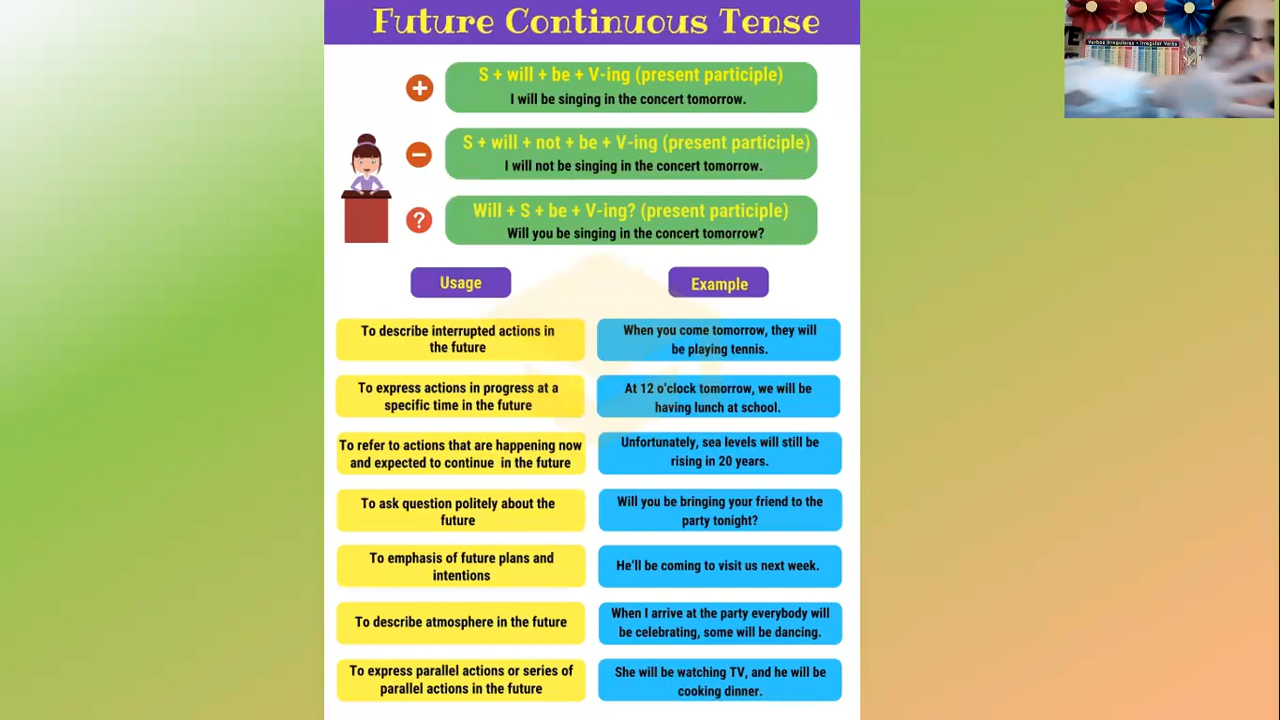 Future Continuous Tense
S + will + be + V-ing (present participle)
I will be singing in the concert tomorrow.
S + will + not + be + V-ing (present participle)
I will not be singing in the concert tomorrow.
Will + S + be + V-ing? (present participle)
Will you be singing in the concert tomorrow?
Usage
Example
To describe interrupted actions in
the future
When you come tomorrow, they will
be playing tennis.
To express actions in progress at a
specific time in the future
At 12 o'clock tomorrow, we will be
having lunch at school.
To refer to actions that are happening now
and expected to continue in the future
Unfortunately, sea levels will still be
rising in 20 years.
To ask question politely about the
future
Will you be bringing your friend to the
party tonight?
To emphasis of future plans and
intentions
He'll be coming to visit us next week.
To describe atmosphere in the future
When I arrive at the party everybody will
be celebrating, some will be dancing.
To express parallel actions or series of
parallel actions in the future
She will be watching TV, and he will be
cooking dinner.
Verbos Irregulares • Irregular Verbs